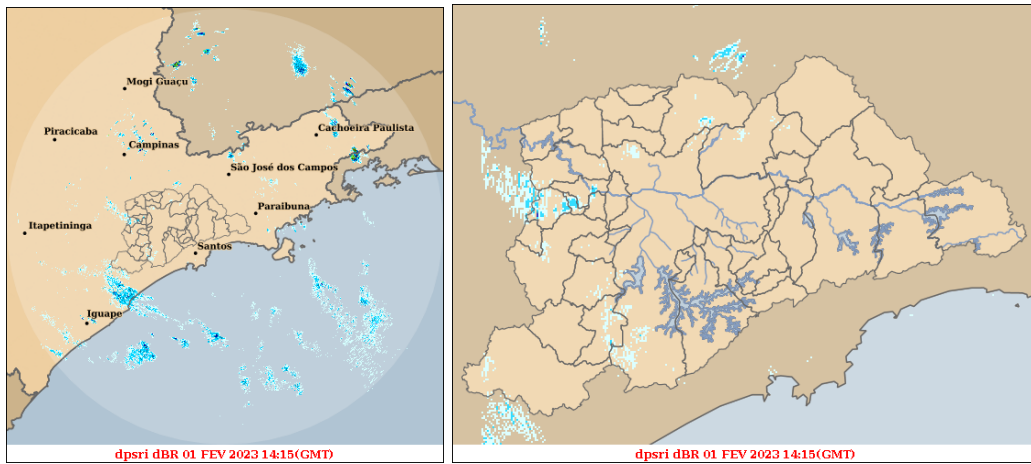 Mogi Guaçu
Piracicaba
Cachoeira Paulista
Campinas
São José dos Campos
Paraibuna
Itapetininga
Santos
Iguape
dpsri dBR 01 FEV 2023 14:15(GMT)
dpsri dBR 01 FEV 2023 14:15(GMT)